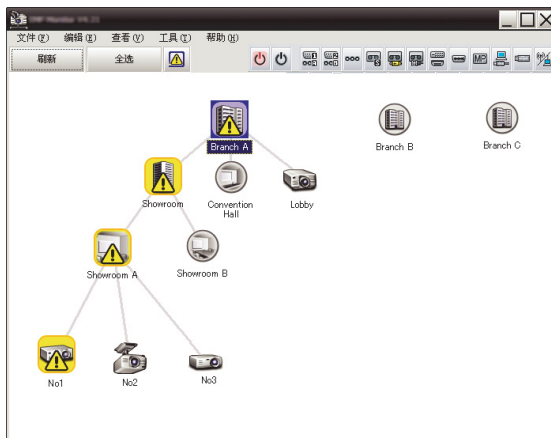 文件(F) 编辑(E) 查看(V) 工具(T) 帮助(H)
刷新 全选
MP
Branch A Branch B Branch C
Showroom Convention Hall Lobby
Showroom A Showroom B
No1 No2 No3